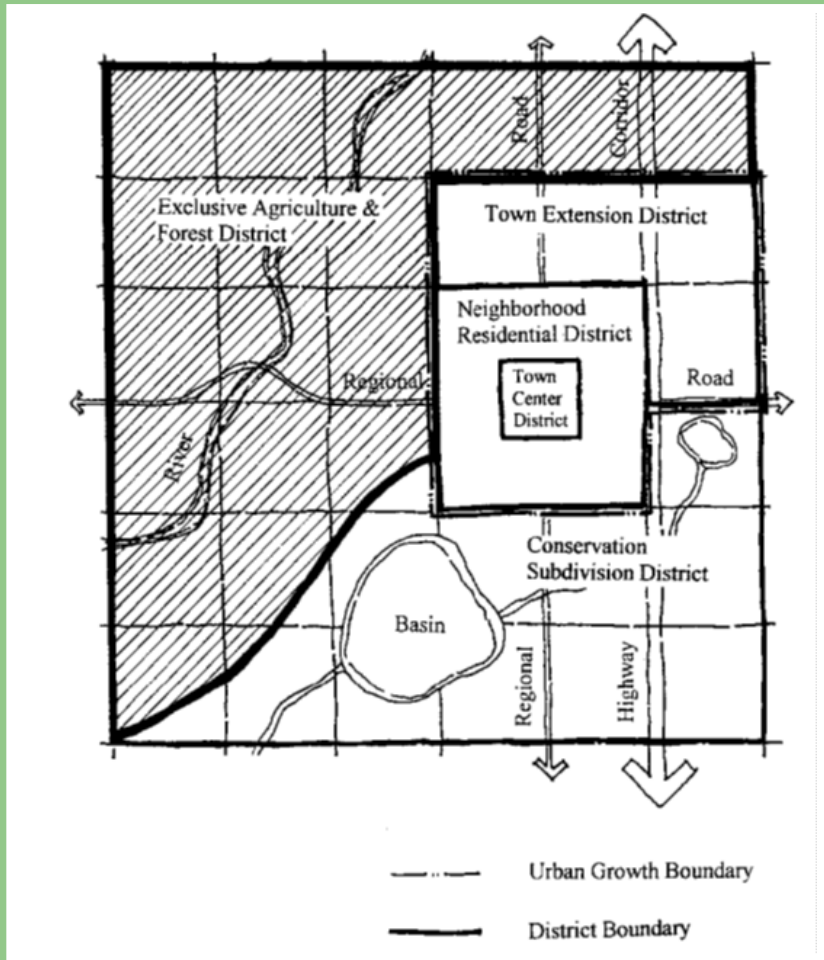 Road
Corridor
Exclusive Agriculture &
Forest District
Town Extension District
Neighborhood
Residential District
Regional
Town
Center
District
Road
River
Conservation
Subdivision District
Basin
Regional
Highway
Urban Growth Boundary
District Boundary